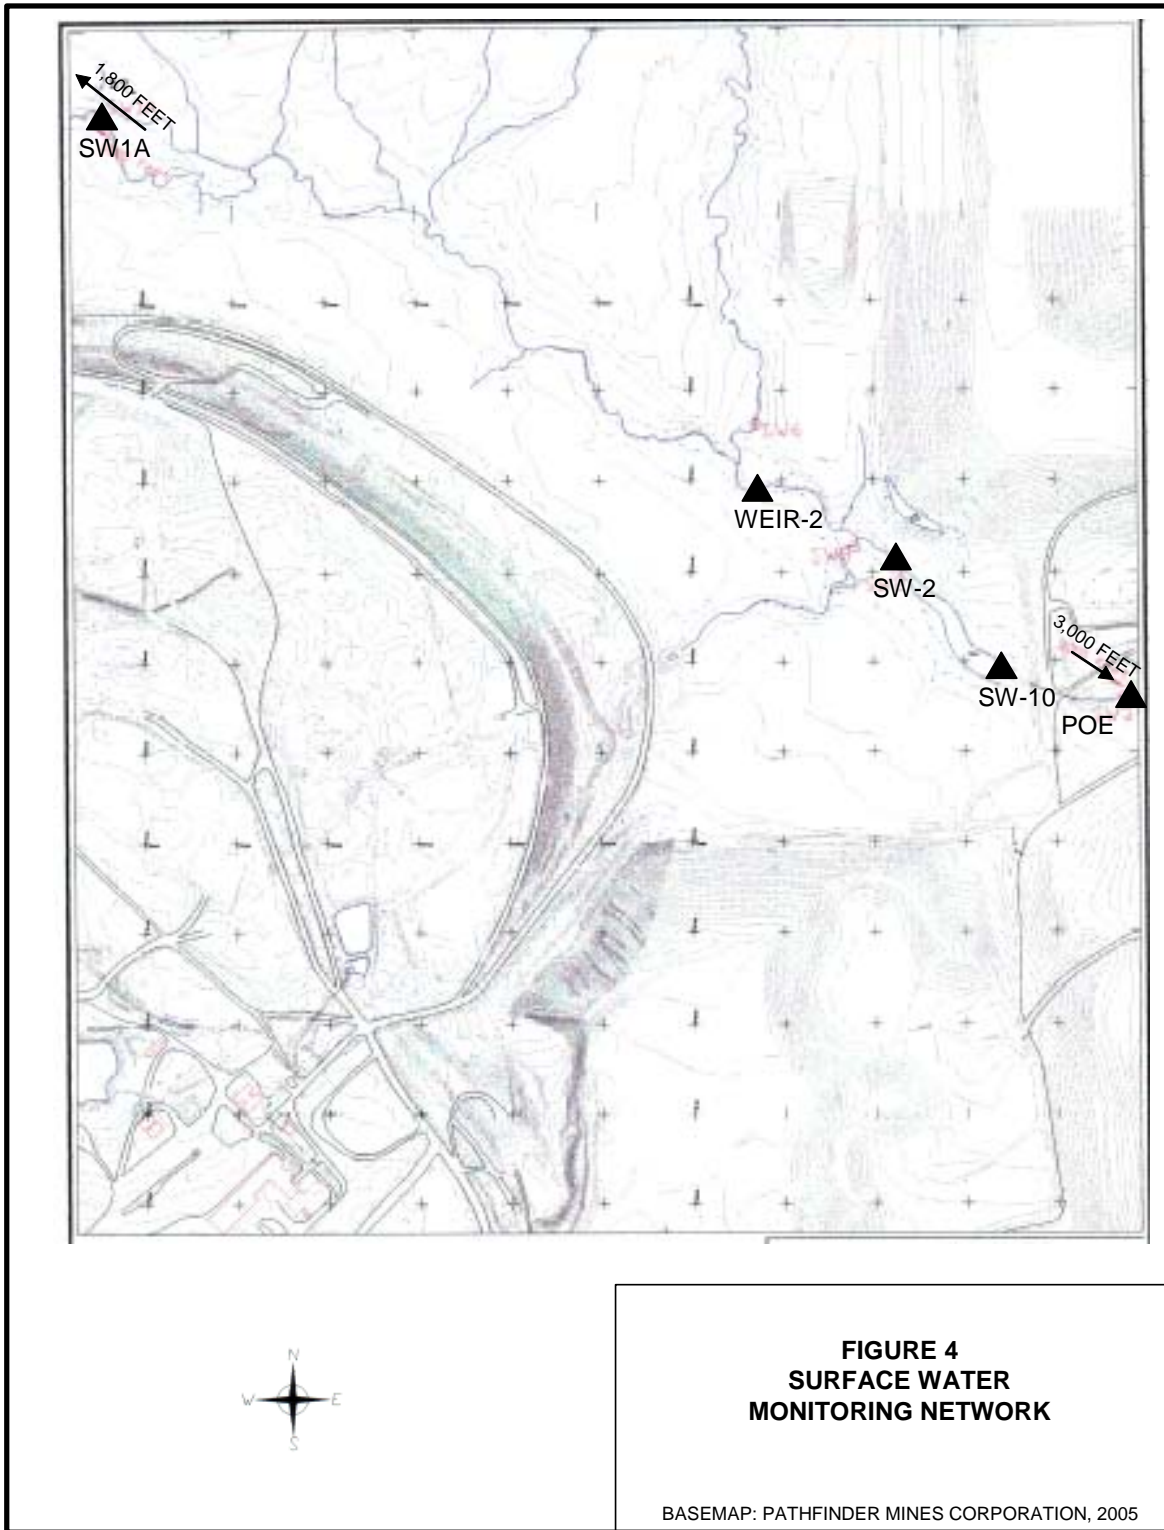 1,800 FEET
SW1A
WEIR-2
SW-2
3,000 FEET
SW-10
POE
N
W E
S
FIGURE 4
SURFACE WATER
MONITORING NETWORK
BASEMAP: PATHFINDER MINES CORPORATION, 2005